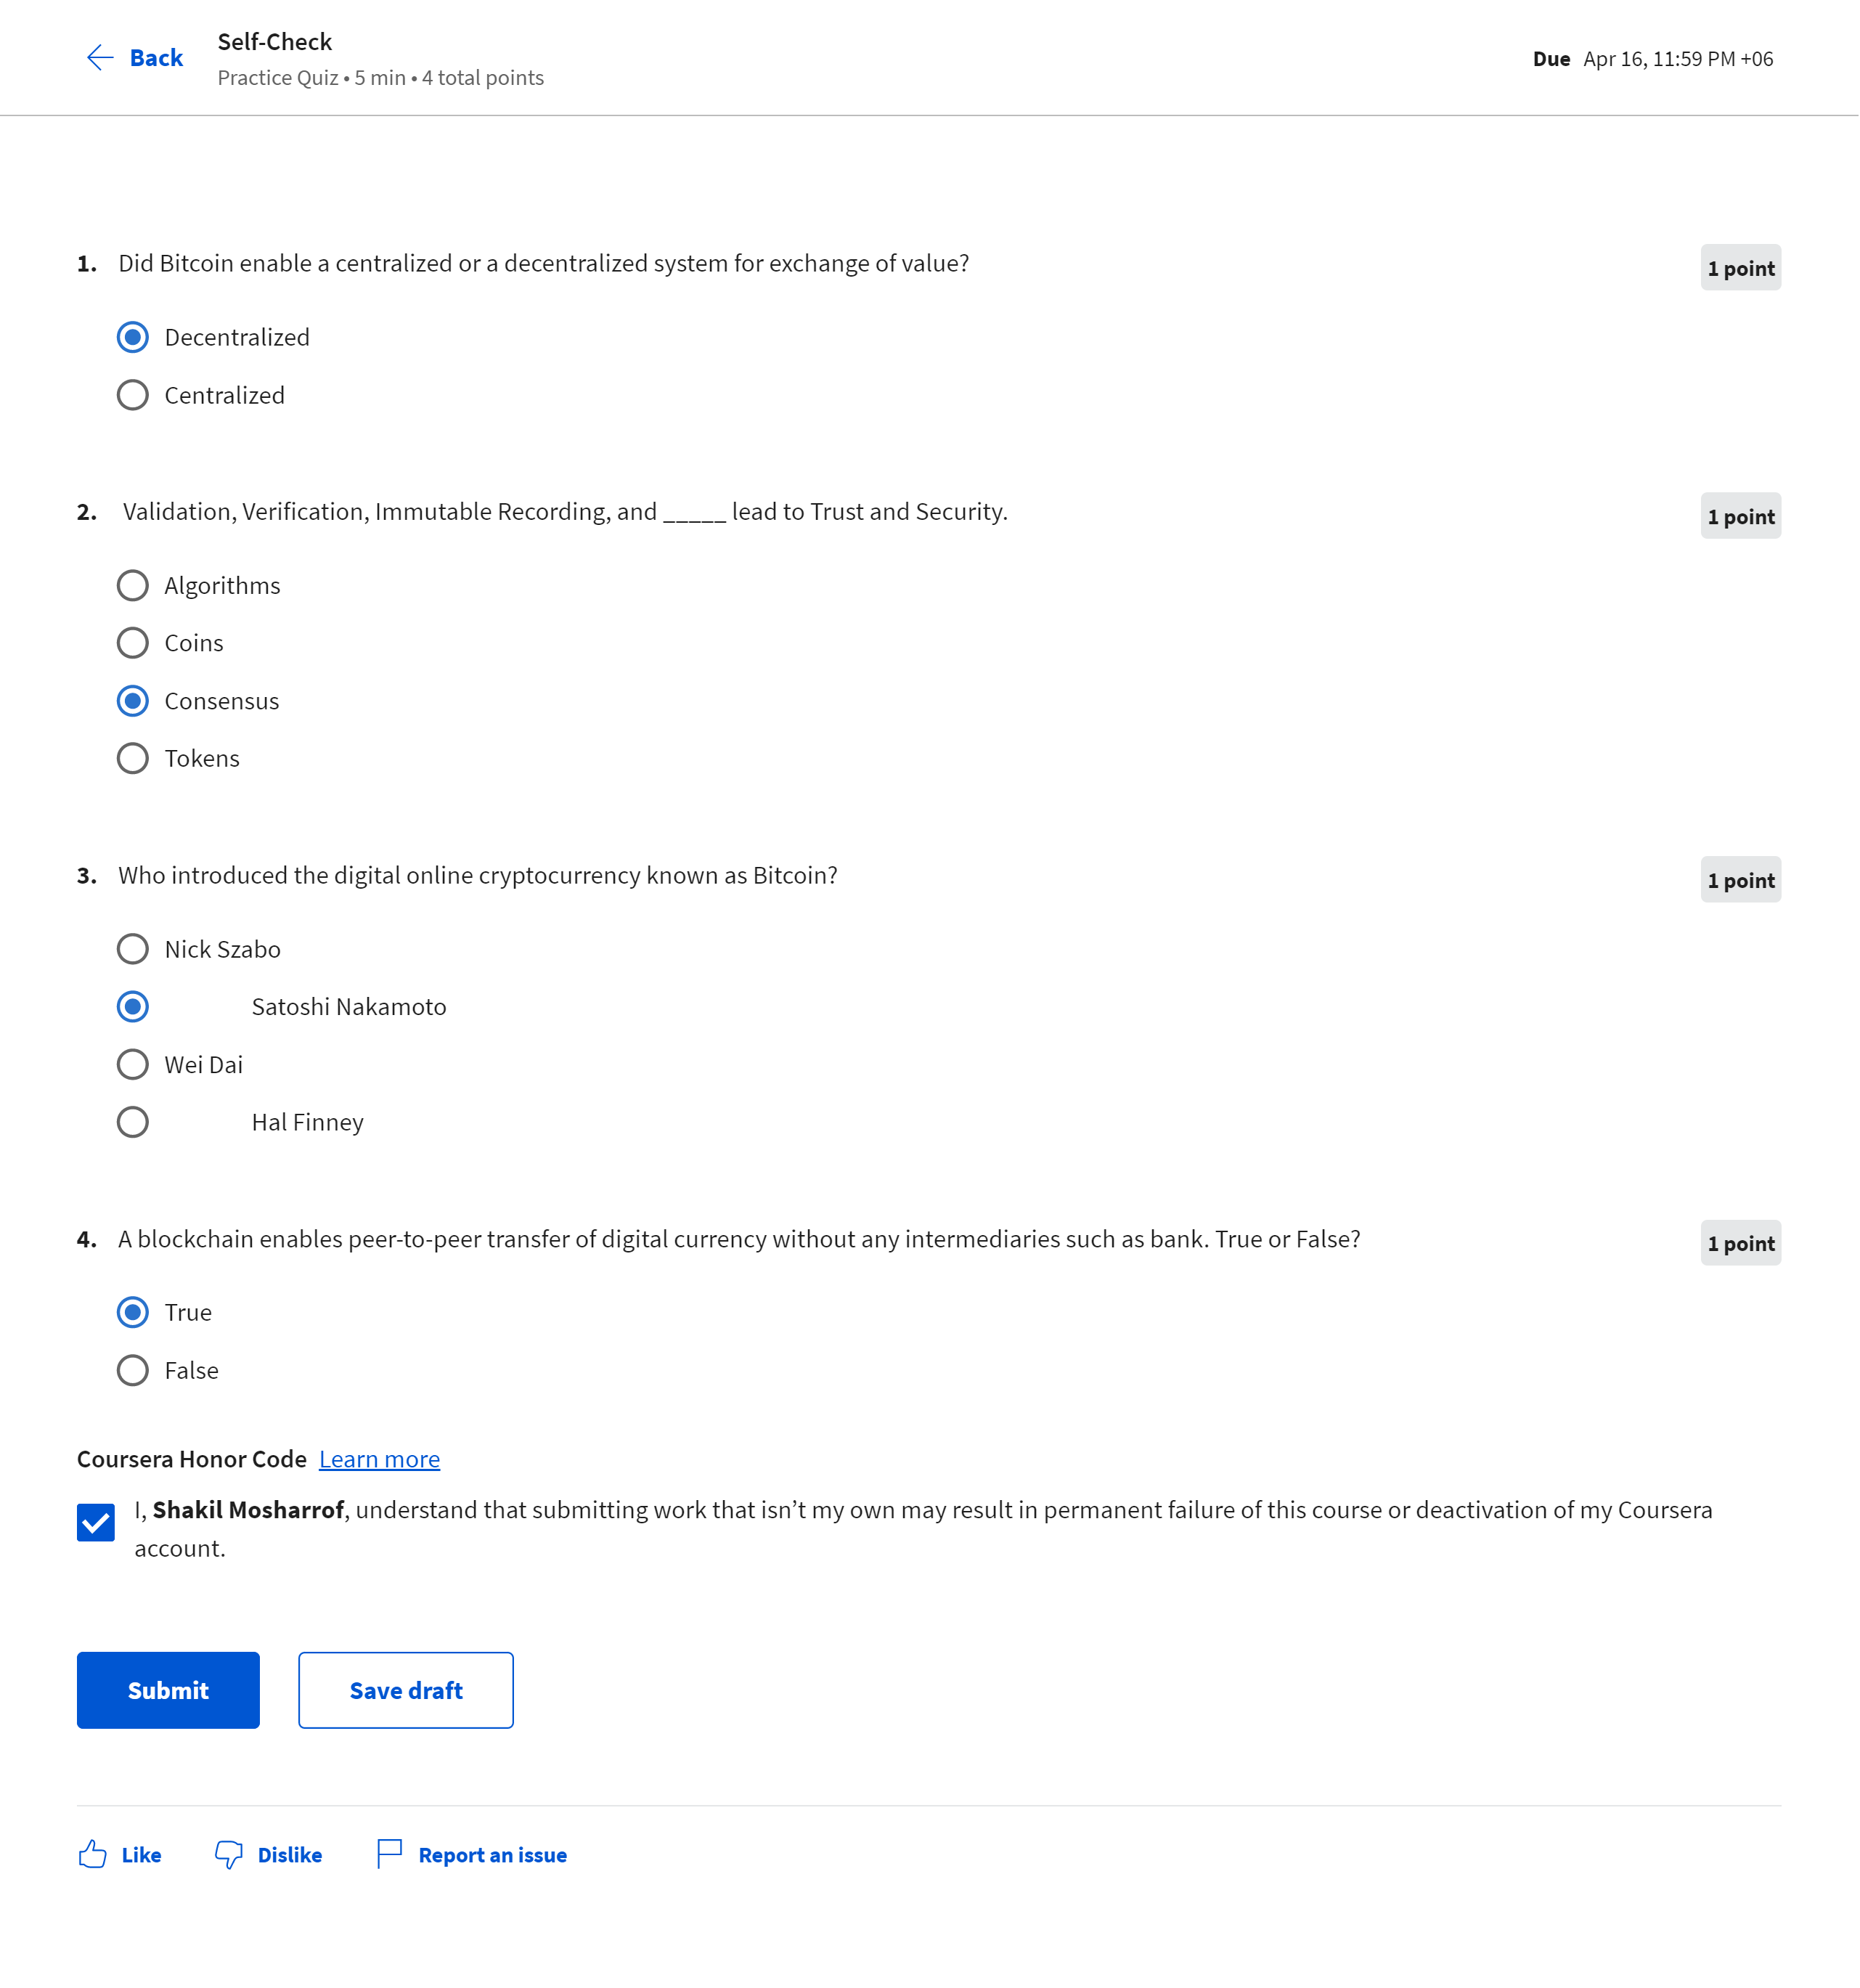 Back
Self-Check
Practice Quiz • 5 min • 4 total points
Due Apr 16, 11:59 PM +06
1. Did Bitcoin enable a centralized or a decentralized system for exchange of value?
1 point
Decentralized
Centralized
2. Validation, Verification, Immutable Recording, and _____ lead to Trust and Security.
1 point
Algorithms
Coins
Consensus
Tokens
3. Who introduced the digital online cryptocurrency known as Bitcoin?
1 point
Nick Szabo
Satoshi Nakamoto
Wei Dai
Hal Finney
4. A blockchain enables peer-to-peer transfer of digital currency without any intermediaries such as bank. True or False?
1 point
True
False
Coursera Honor Code Learn more
I, Shakil Mosharrof, understand that submitting work that isn’t my own may result in permanent failure of this course or deactivation of my Coursera
account.
Submit
Save draft
Like
Dislike
Report an issue